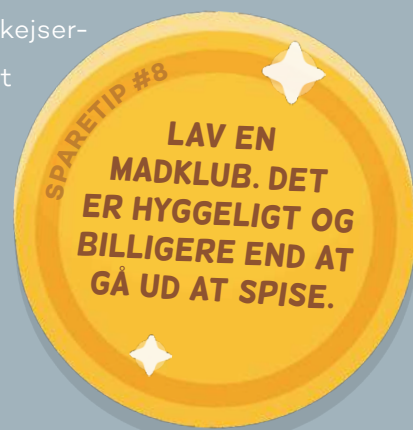 kejser-
t
SPARETIP #8
LAV EN
MADKLUB. DET
ER HYGGELIGT OG
BILLIGERE END AT
GÅ UD AT SPISE.